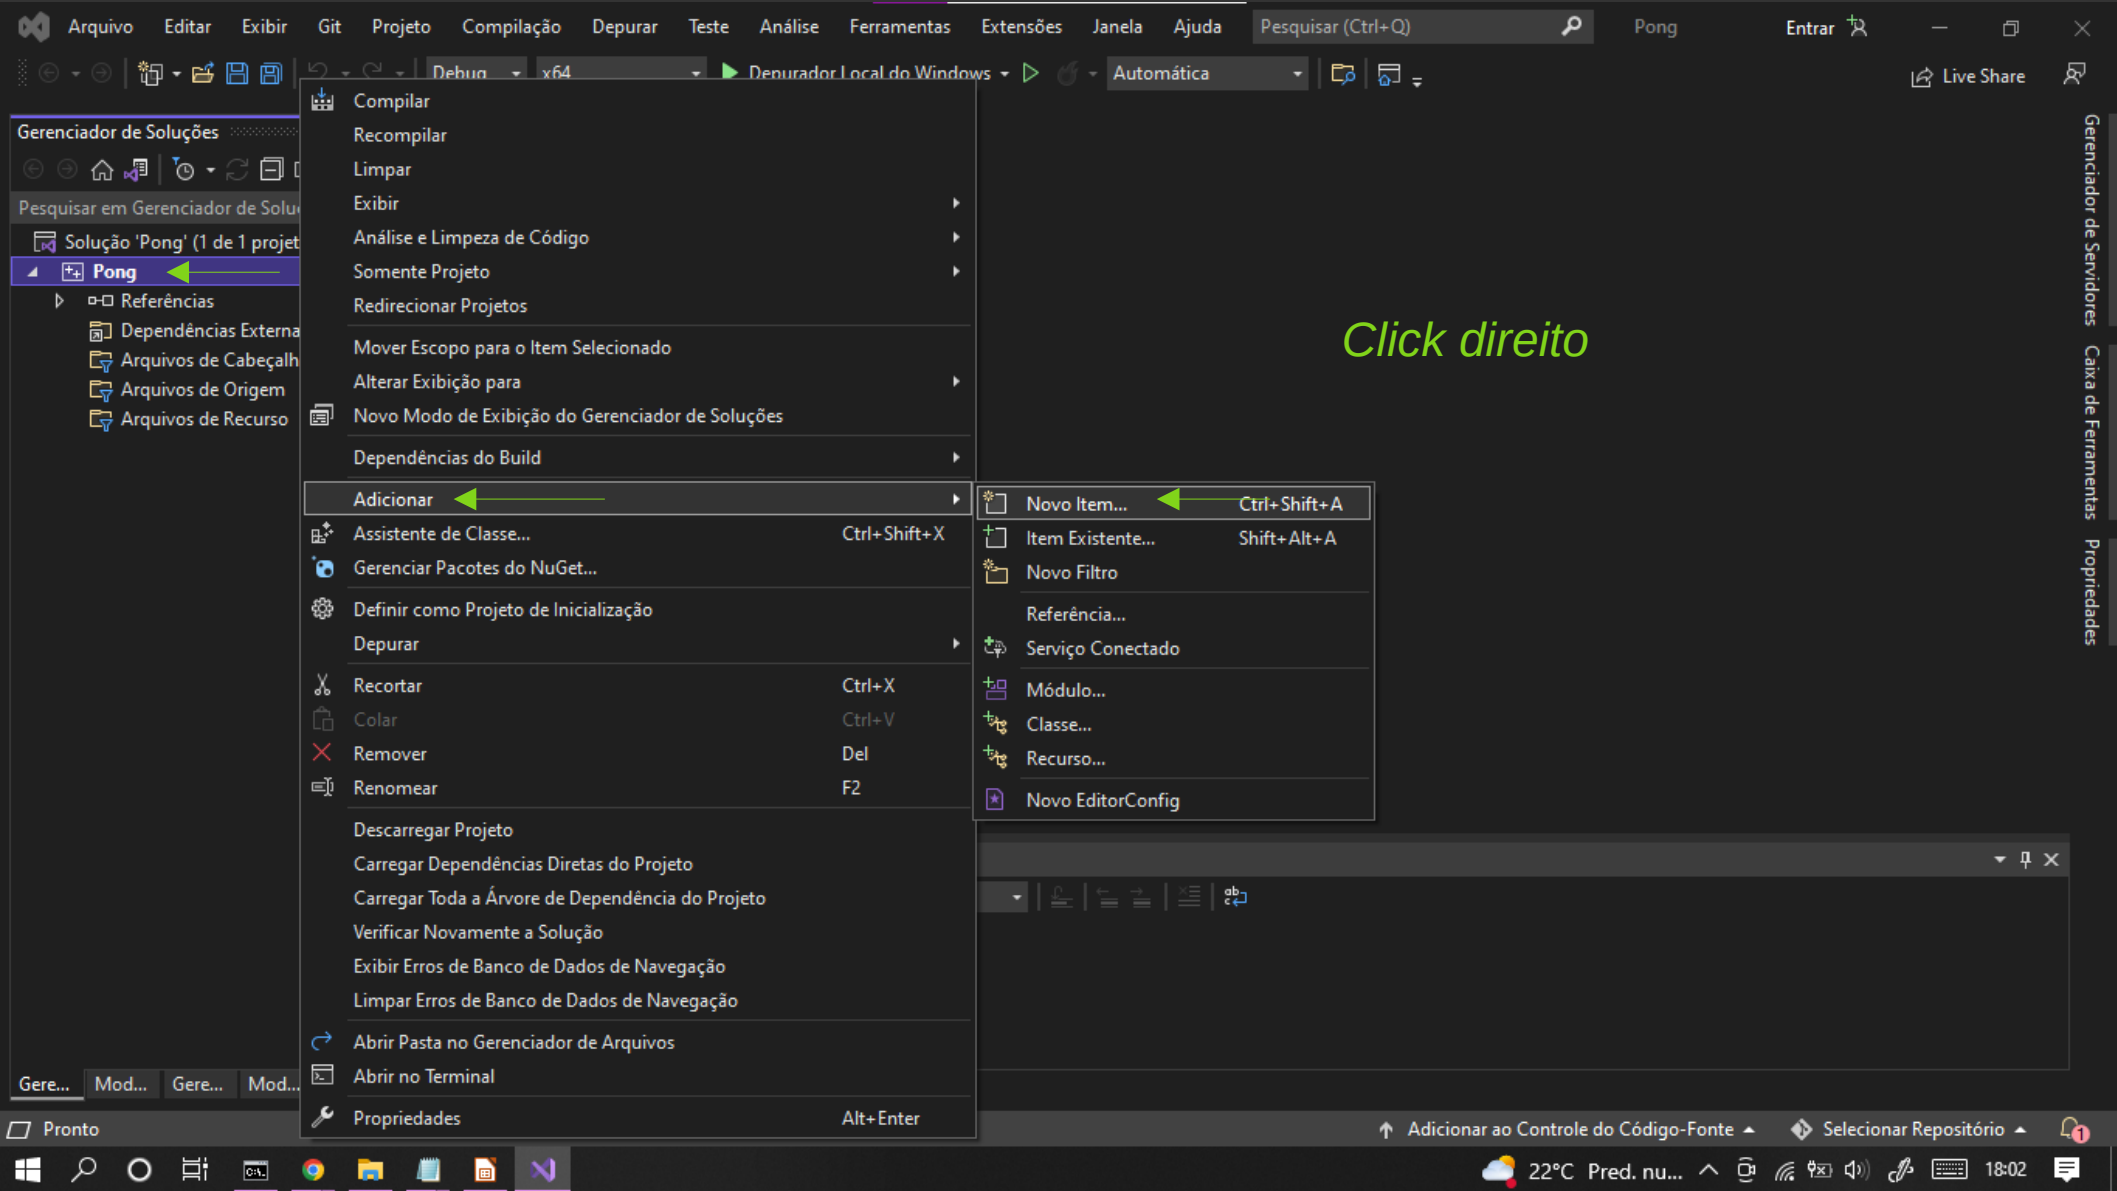 Arquivo Editar Exibir Git Projeto Compilação Depurar Teste Análise Ferramentas Extensões Janela Ajuda Pesquisar (Ctrl+Q) Pong Entrar
Debug x64 Depurador Local do Windows Automática Live Share
Gerenciador de Soluções
Pesquisar em Gerenciador de Solu
Solução 'Pong' (1 de 1 projet
Pong
Referências
Dependências Externa
Arquivos de Cabeçalh
Arquivos de Origem
Arquivos de Recurso
Compilar
Recompilar
Limpar
Exibir
Análise e Limpeza de Código
Somente Projeto
Redirecionar Projetos
Mover Escopo para o Item Selecionado
Alterar Exibição para
Novo Modo de Exibição do Gerenciador de Soluções
Dependências do Build
Adicionar
Assistente de Classe... Ctrl+Shift+X
Gerenciar Pacotes do NuGet...
Definir como Projeto de Inicialização
Depurar
Recortar Ctrl+X
Colar Ctrl+V
Remover Del
Renomear F2
Descarregar Projeto
Carregar Dependências Diretas do Projeto
Carregar Toda a Árvore de Dependência do Projeto
Verificar Novamente a Solução
Exibir Erros de Banco de Dados de Navegação
Limpar Erros de Banco de Dados de Navegação
Abrir Pasta no Gerenciador de Arquivos
Abrir no Terminal
Propriedades Alt+Enter
Novo Item... Ctrl+Shift+A
Item Existente... Shift+Alt+A
Novo Filtro
Referência...
Serviço Conectado
Módulo...
Classe...
Recurso...
Novo EditorConfig
Click direito
Gerenciador de Servidores
Caixa de Ferramentas
Propriedades
Gere... Mod... Gere... Mod...
Pronto Adicionar ao Controle do Código-Fonte Selecionar Repositório 1
22°C Pred. nu... 18:02